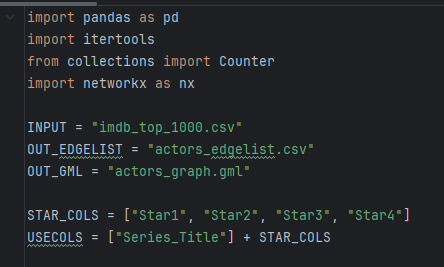 import pandas as pd
import itertools
from collections import Counter
import networkx as nx
INPUT = "imdb_top_1000.csv"
OUT_EDGELIST = "actors_edgelist.csv"
OUT_GML = "actors_graph.gml"
STAR_COLS = ["Star1", "Star2", "Star3", "Star4"]
USECOLS = ["Series_Title"] + STAR_COLS